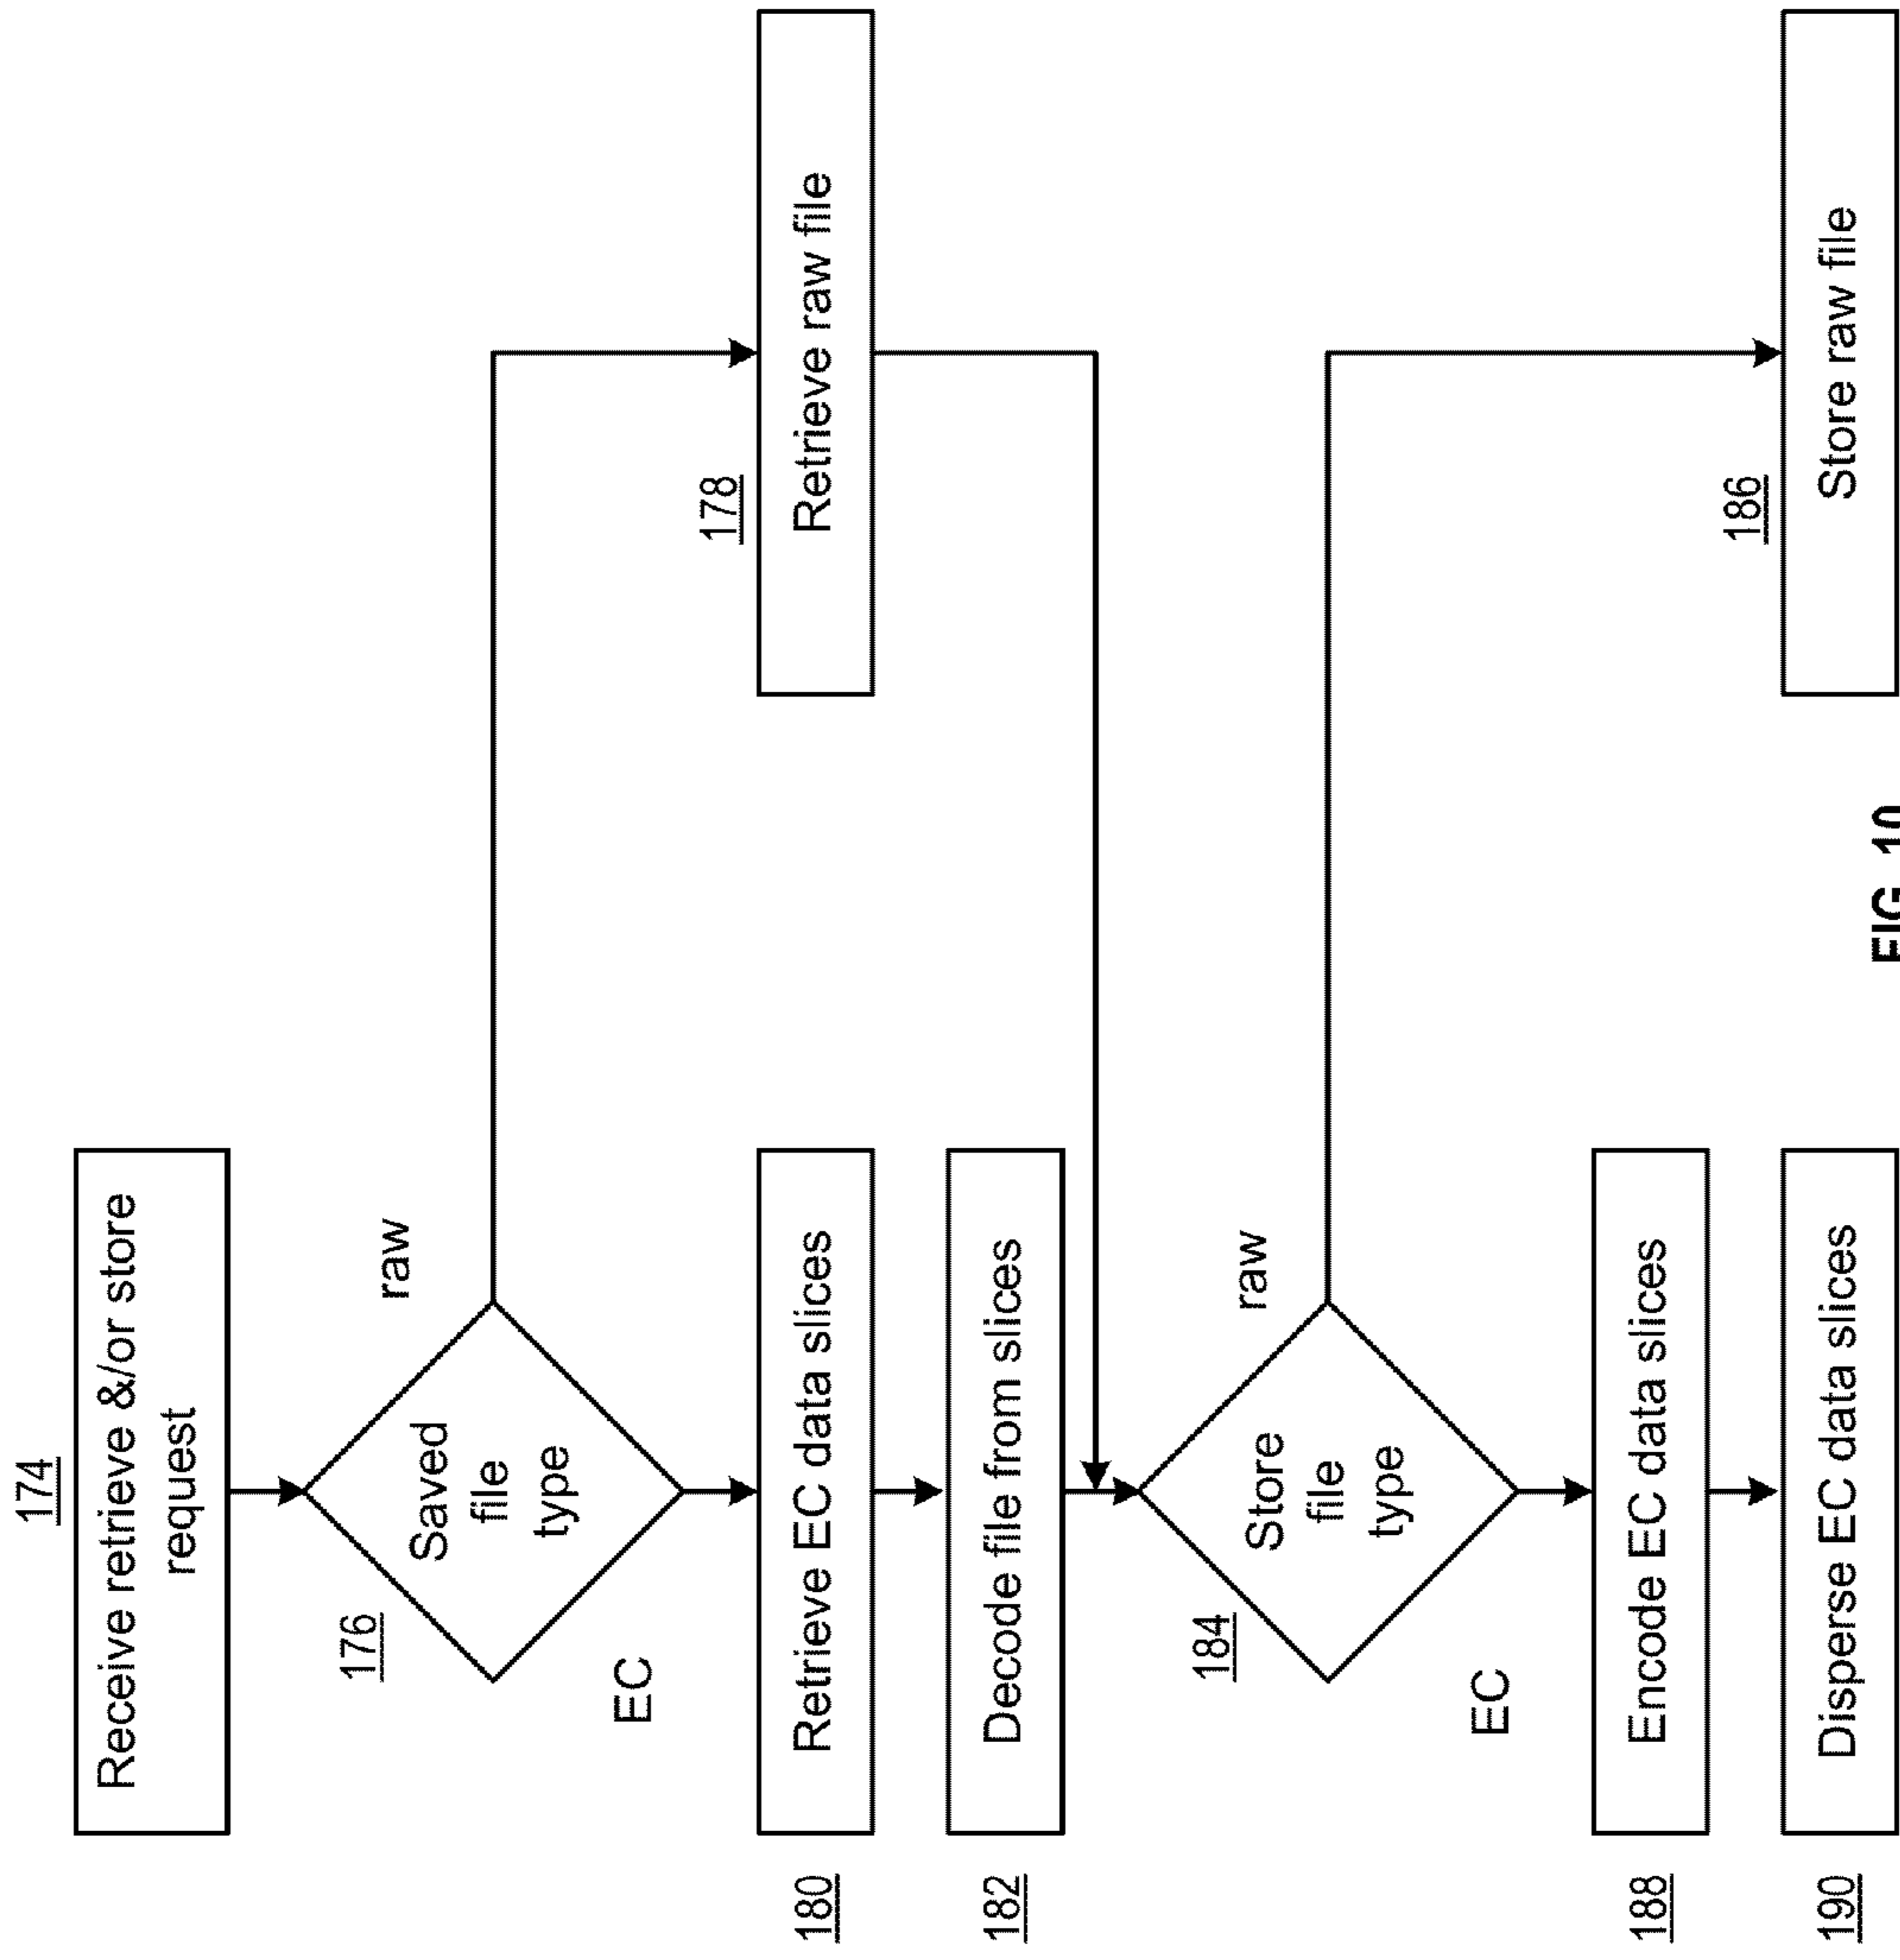 174
Receive retrieve &/or store
request
176
Saved
file
type
raw
EC
178
Retrieve raw file
180
Retrieve EC data slices
182
Decode file from slices
184
Store
file
type
raw
EC
186
Store raw file
188
Encode EC data slices
190
Disperse EC data slices
FIG. 10